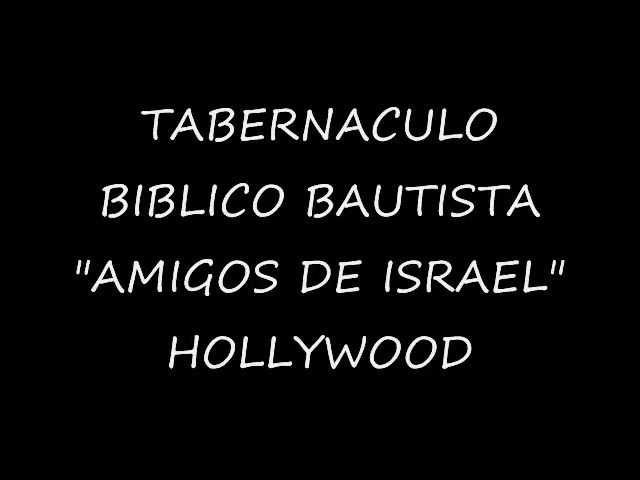 TABERNACULO
BIBLICO BAUTISTA
"AMIGOS DE ISRAEL"
HOLLYWOOD